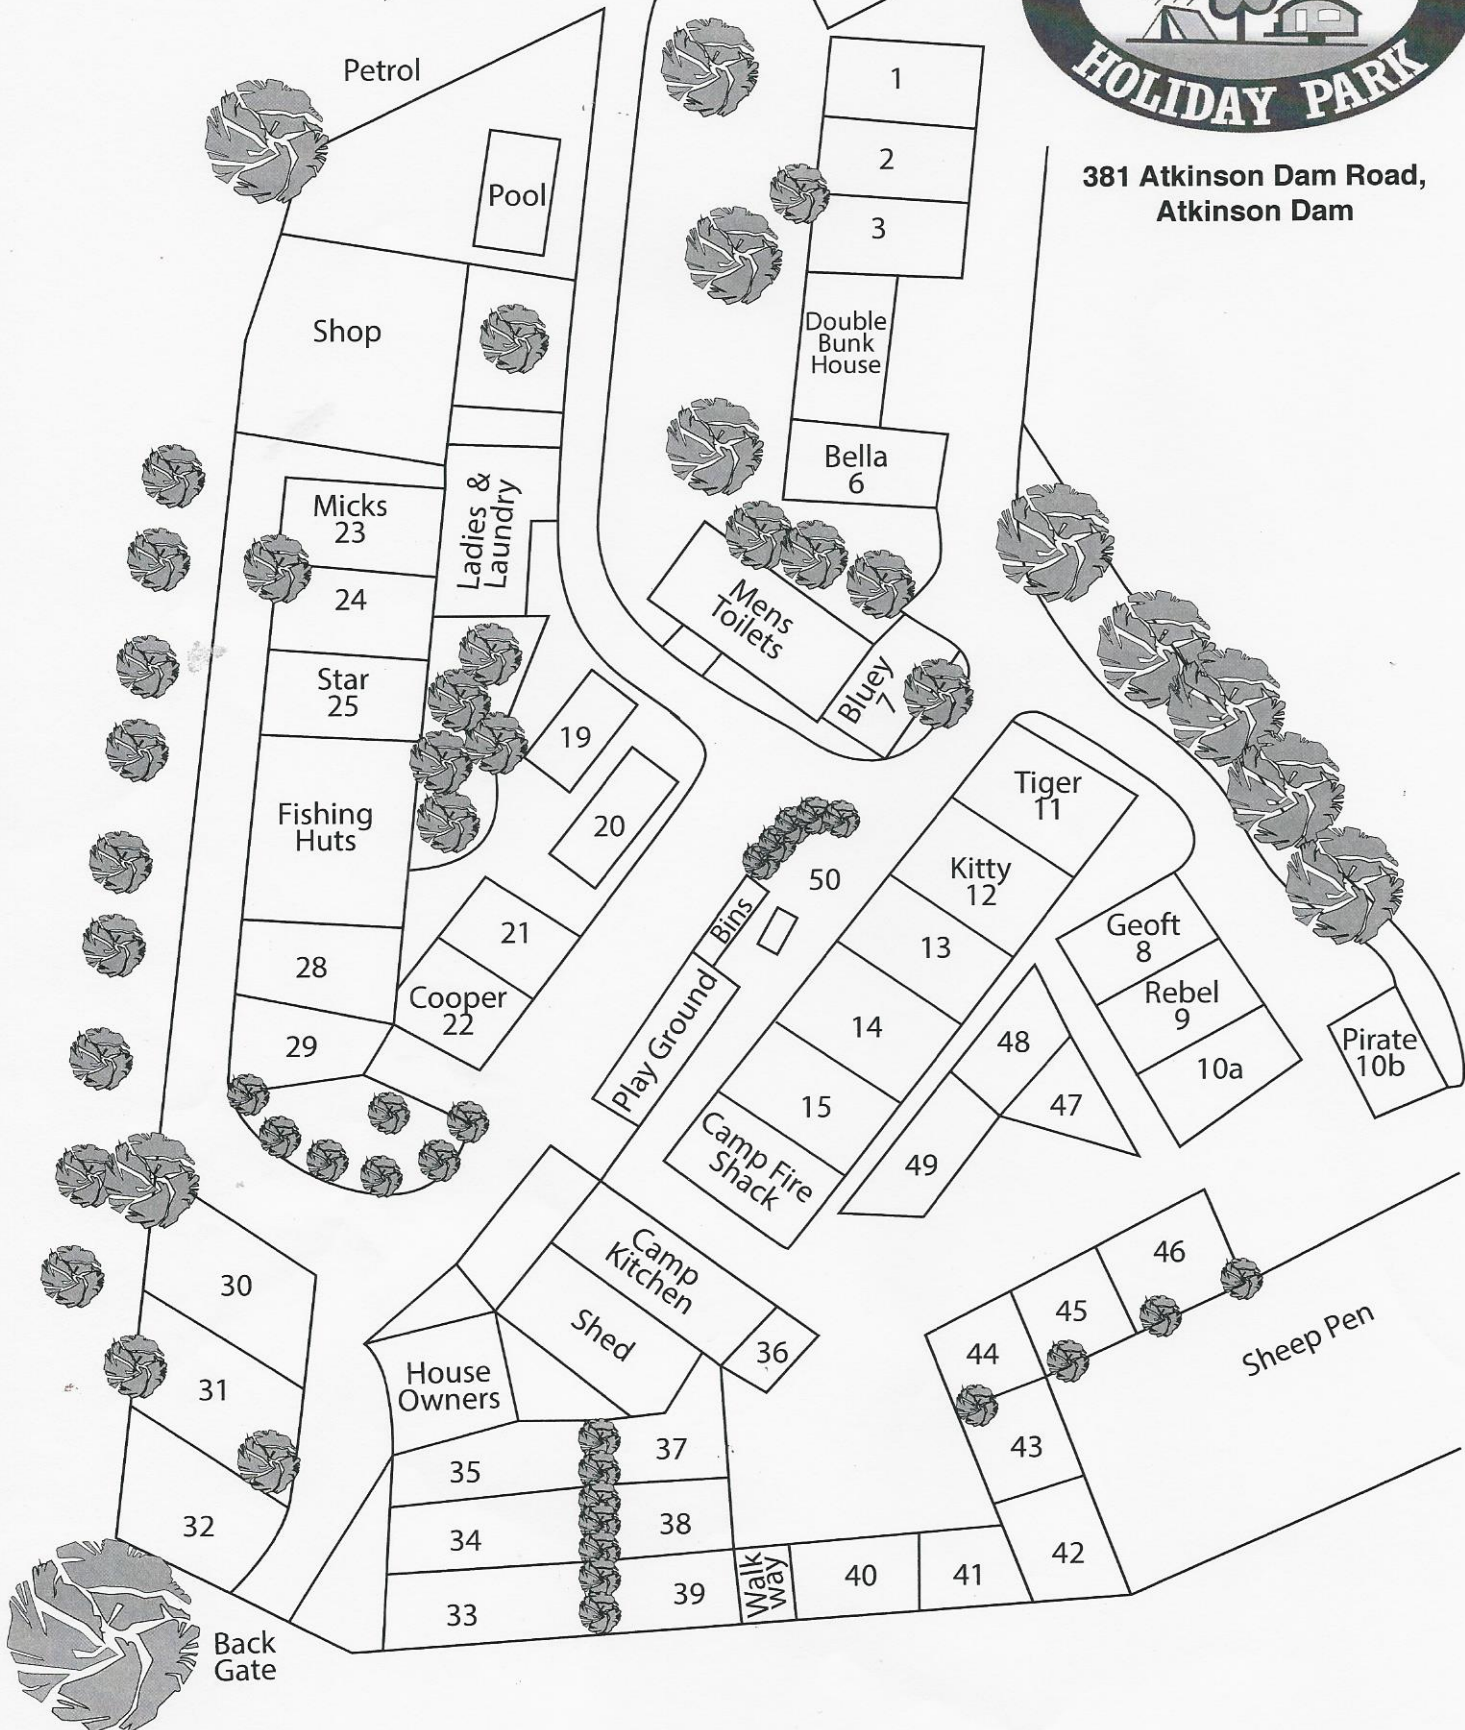 HOLIDAY PARK
381 Atkinson Dam Road,
Atkinson Dam
Petrol
Pool
Shop
1
2
3
Double
Bunk
House
Bella
6
Micks
23
Ladies &
Laundry
24
Star
25
Mens
Toilets
Bluey
7
19
20
Fishing
Huts
21
Cooper
22
28
29
50
Bins
Play Ground
Tiger
11
Kitty
12
13
14
15
Camp Fire
Shack
Geoft
8
Rebel
9
10a
Pirate
10b
48
47
49
30
31
32
Camp
Kitchen
Shed
36
House
Owners
35
34
33
37
38
39
Walk
way
40
41
42
43
44
45
46
Sheep Pen
Back
Gate